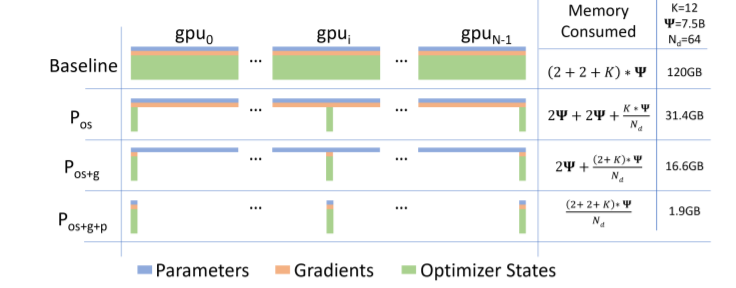 gpu0 gpui gpuN-1 Memory Consumed K=12 Ψ=7.5B Nd=64
... ...
Baseline (2 + 2 + K) * Ψ 120GB
Pos ... ... 2Ψ + 2Ψ + K * Ψ / Nd 31.4GB
Pos+g ... ... 2Ψ + (2+ K)* Ψ / Nd 16.6GB
Pos+g+p ... ... (2+ 2+ K)* Ψ / Nd 1.9GB
Parameters Gradients Optimizer States